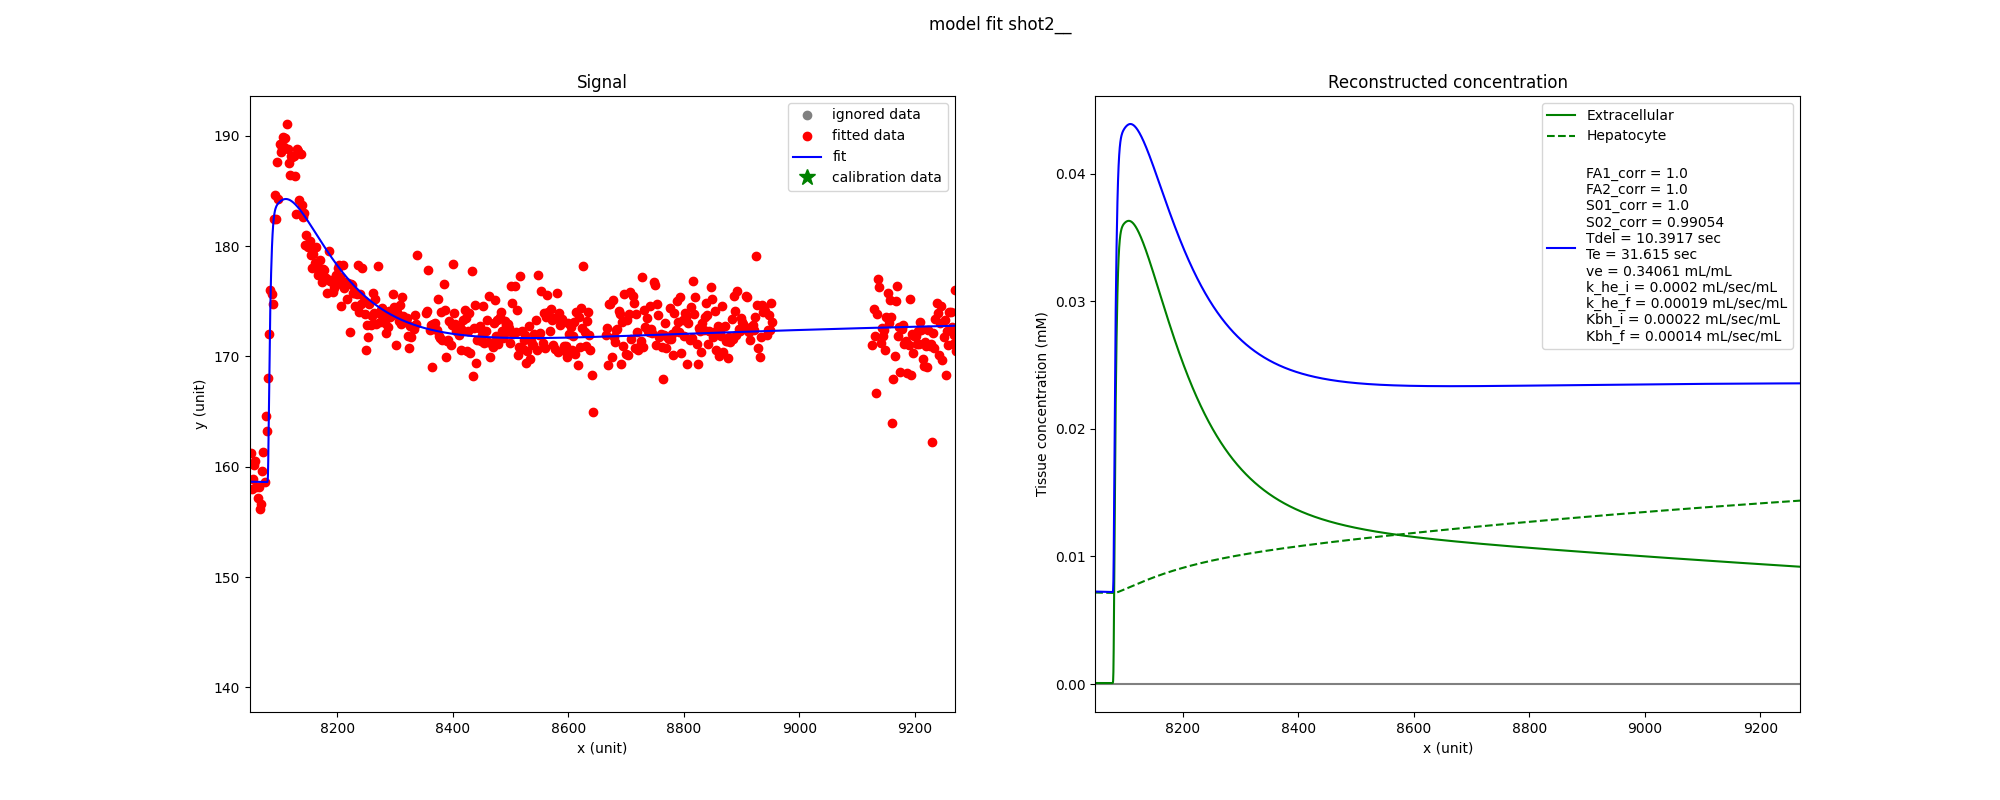 model fit shot2__
Signal
190
180
170
160
150
140
y (unit)
8200
8400
8600
8800
9000
9200
x (unit)
ignored data
fitted data
fit
calibration data
Reconstructed concentration
0.04
0.03
0.02
0.01
0.00
Tissue concentration (mM)
8200
8400
8600
8800
9000
9200
x (unit)
Extracellular
Hepatocyte
FA1_corr = 1.0
FA2_corr = 1.0
S01_corr = 1.0
S02_corr = 0.99054
Tdel = 10.3917 sec
Te = 31.615 sec
ve = 0.34061 mL/mL
k_he_i = 0.0002 mL/sec/mL
k_he_f = 0.00019 mL/sec/mL
Kbh_i = 0.00022 mL/sec/mL
Kbh_f = 0.00014 mL/sec/mL